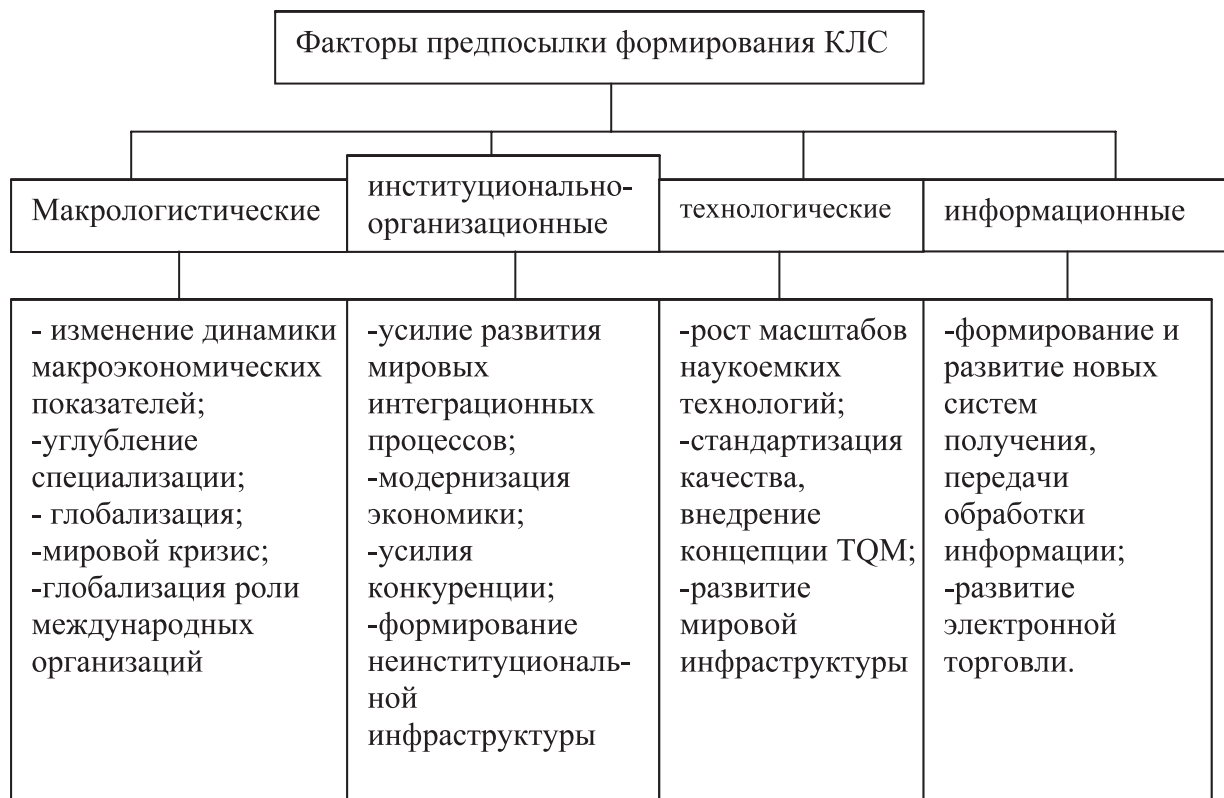 Факторы предпосылки формирования КЛС
Макрологистические
институционально-
организационные
технологические
информационные
- изменение динамики
макроэкономических
показателей;
-углубление
специализации;
- глобализация;
-мировой кризис;
-глобализация роли
международных
организаций
-усилие развития
мировых
интеграционных
процессов;
-модернизация
экономики;
-усилия
конкуренции;
-формирование
неинституциональ-
ной
инфраструктуры
-рост масштабов
наукоемких
технологий;
-стандартизация
качества,
внедрение
концепции TQM;
-развитие
мировой
инфраструктуры
-формирование и
развитие новых
систем
получения,
передачи
обработки
информации;
-развитие
электронной
торговли.